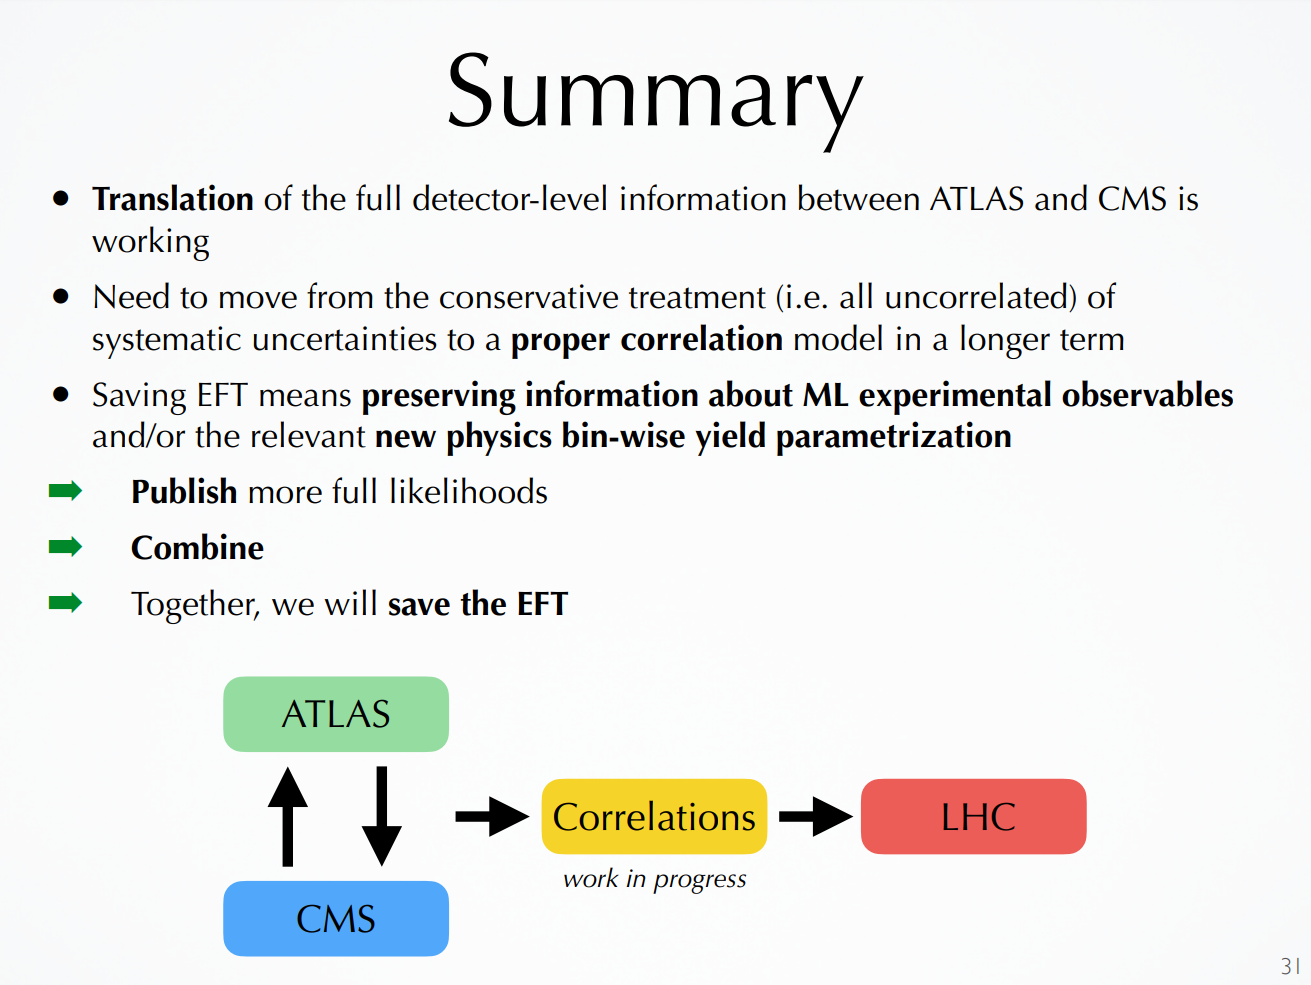 Summary
• Translation of the full detector-level information between ATLAS and CMS is
working
• Need to move from the conservative treatment (i.e. all uncorrelated) of
systematic uncertainties to a proper correlation model in a longer term
• Saving EFT means preserving information about ML experimental observables
and/or the relevant new physics bin-wise yield parametrization
➡ Publish more full likelihoods
➡ Combine
➡ Together, we will save the EFT
ATLAS
Correlations
LHC
work in progress
CMS
31